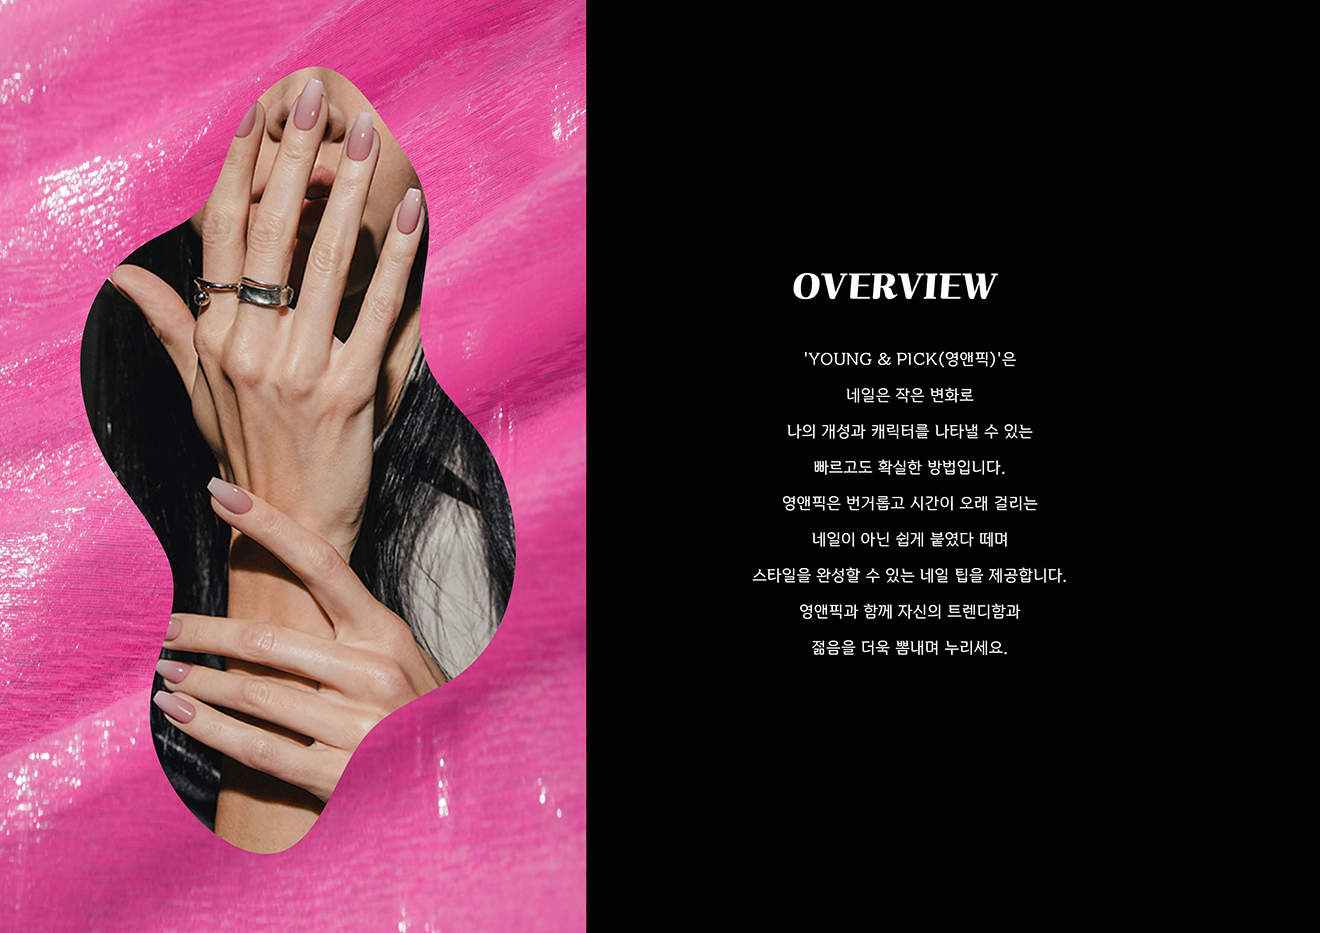 OVERVIEW
'YOUNG & PICK(영앤픽)'은
네일은 작은 변화로
나의 개성과 캐릭터를 나타낼 수 있는
빠르고도 확실한 방법입니다.
영앤픽은 번거롭고 시간이 오래 걸리는
네일이 아닌 쉽게 붙였다 떼며
스타일을 완성할 수 있는 네일 팁을 제공합니다.
영앤픽과 함께 자신의 트렌디함과
젊음을 더욱 뽐내며 누리세요.